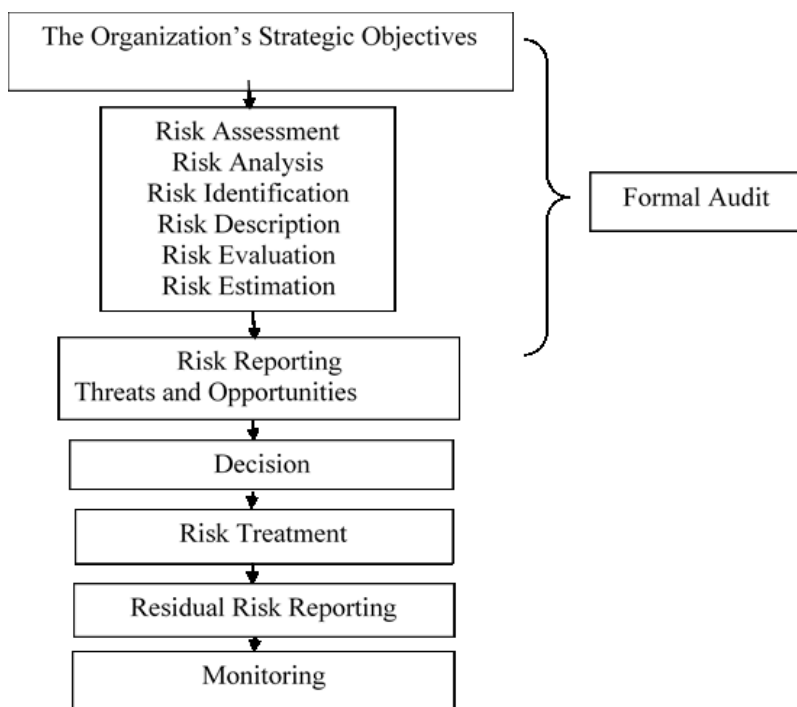 The Organization’s Strategic Objectives
Risk Assessment
Risk Analysis
Risk Identification
Risk Description
Risk Evaluation
Risk Estimation
Formal Audit
Risk Reporting
Threats and Opportunities
Decision
Risk Treatment
Residual Risk Reporting
Monitoring